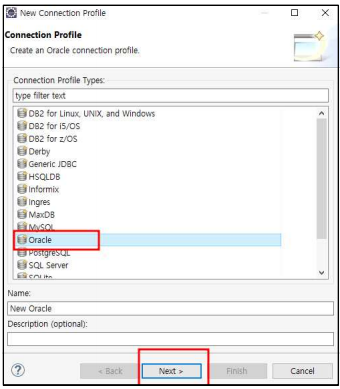 New Connection Profile
Connection Profile
Create an Oracle connection profile.
Connection Profile Types:
type filter text
DB2 for Linux, UNIX, and Windows
DB2 for i5/OS
DB2 for z/OS
Derby
Generic JDBC
HSQLDB
Informix
Ingres
MaxDB
MySQL
Oracle
PostgreSQL
SQL Server
SQLite
Name:
New Oracle
Description (optional):
< Back Next > Finish Cancel